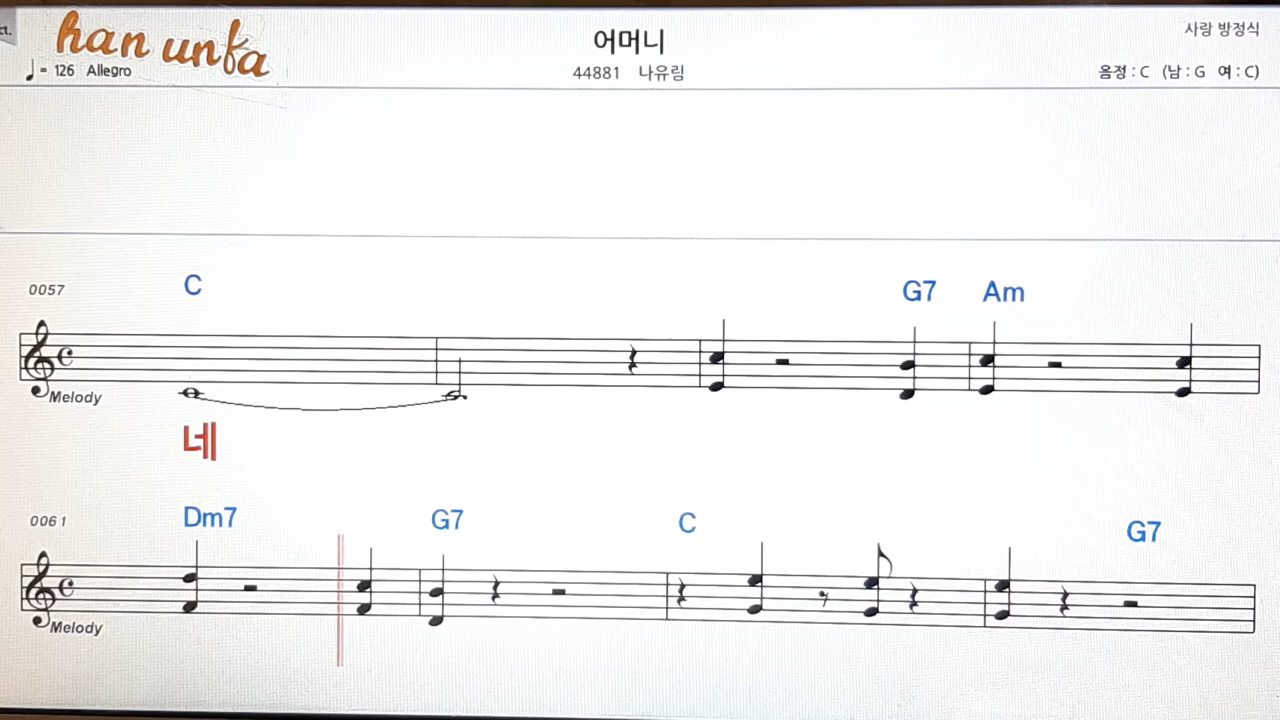 ct.
han unfa
어머니
사랑 방정식
= 126 Allegro
44881 나유림
음정 : C (남 : G 여 : C)
0057
C
G7
Am
Melody
네
0061
Dm7
G7
C
G7
Melody